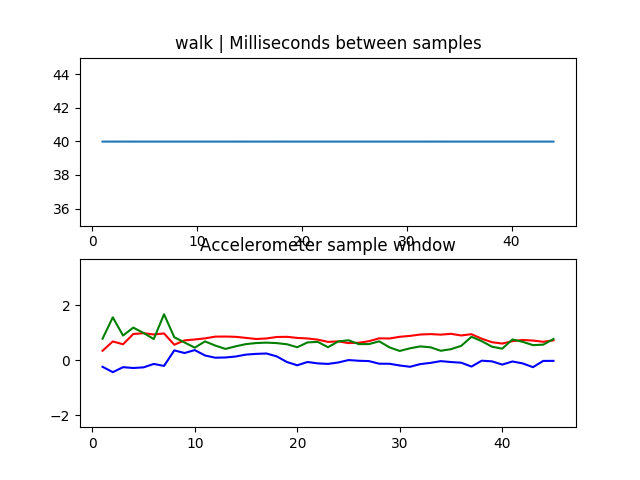 walk | Milliseconds between samples
44
42
40
38
36
0 10 20 30 40
Accelerometer sample window
2
0
−2
0 10 20 30 40